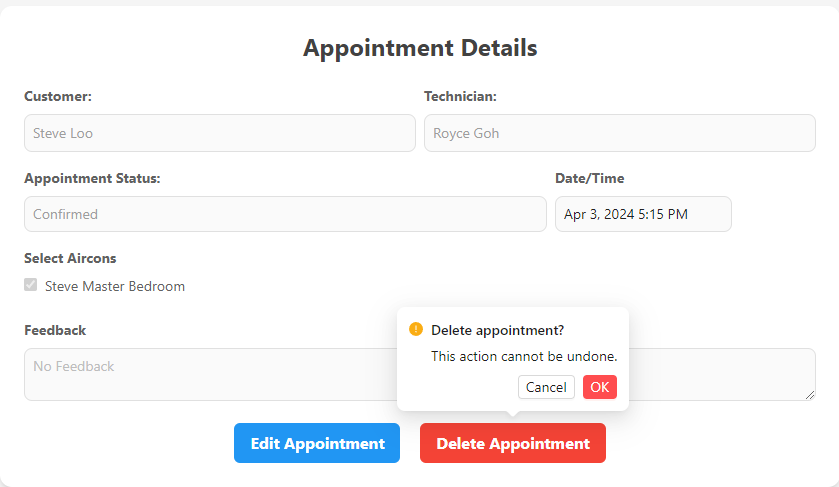 Appointment Details
Customer:
Technician:
Steve Loo
Royce Goh
Appointment Status:
Date/Time
Confirmed
Apr 3, 2024 5:15 PM
Select Aircons
Steve Master Bedroom
Feedback
No Feedback
Delete appointment?
This action cannot be undone.
Cancel
OK
Edit Appointment
Delete Appointment